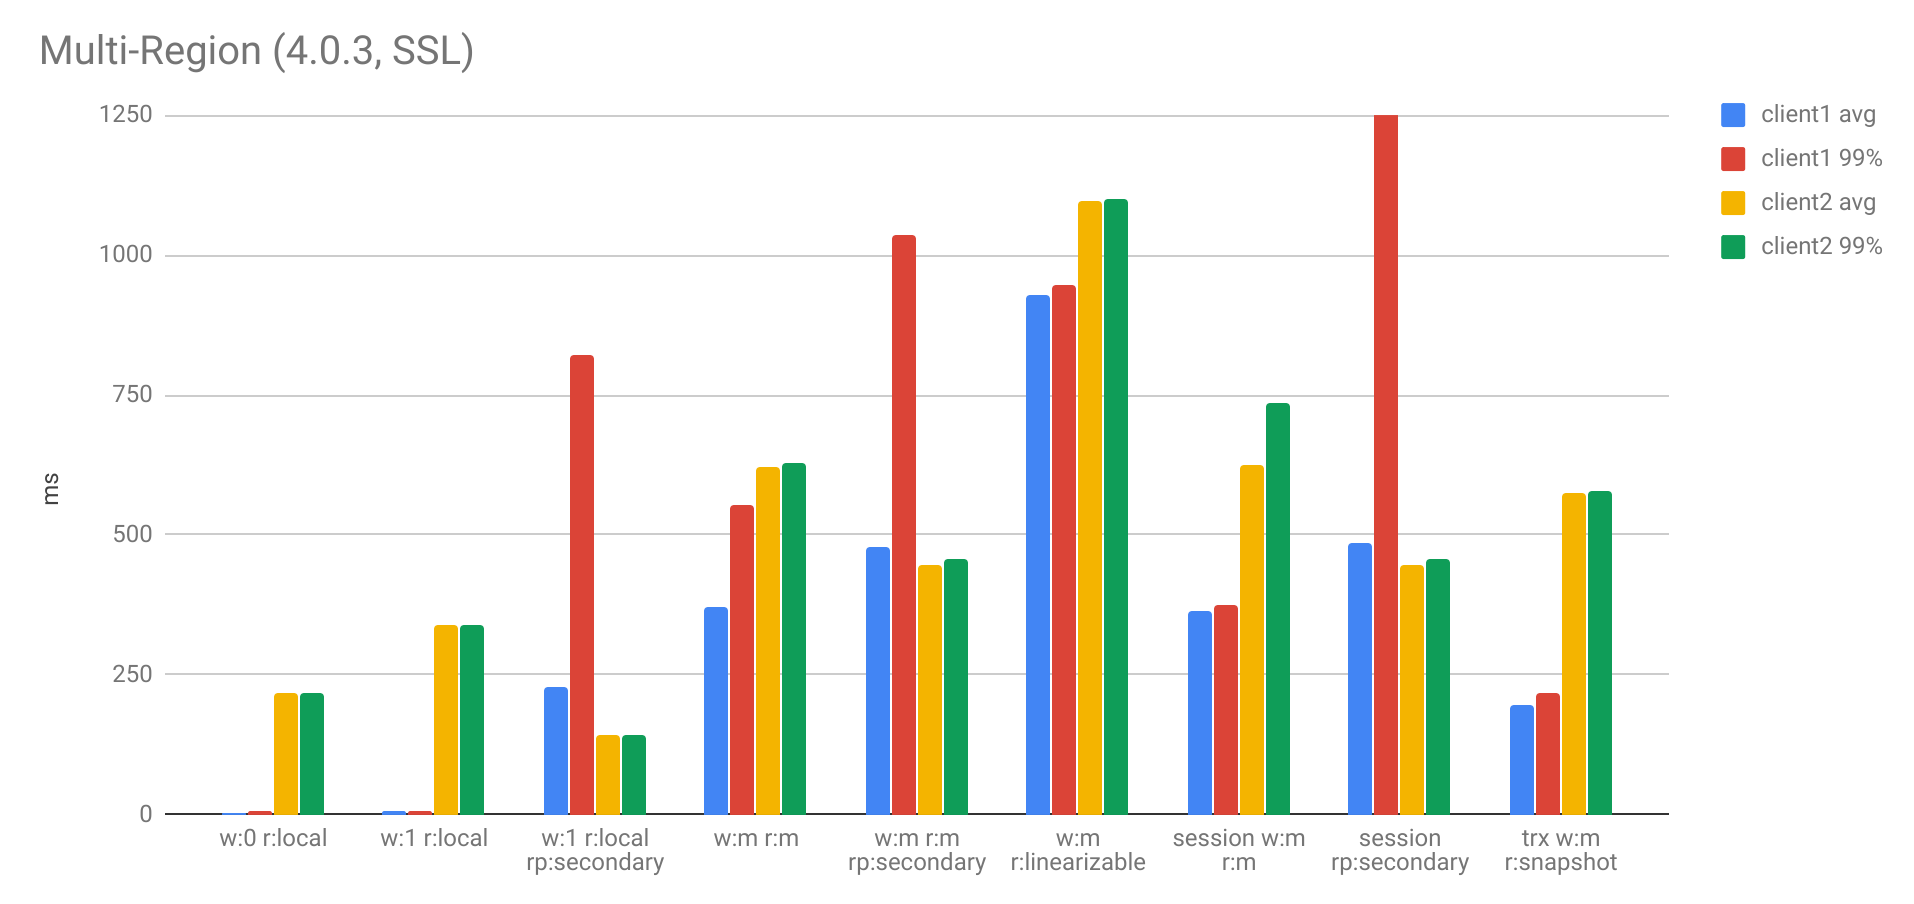 Multi-Region (4.0.3, SSL)
1250
1000
750
500
250
0
ms
client1 avg
client1 99%
client2 avg
client2 99%
w:0 r:local
w:1 r:local
w:1 r:local
rp:secondary
w:m r:m
w:m r:m
rp:secondary
w:m
r:linearizable
session w:m
r:m
session
rp:secondary
trx w:m
r:snapshot